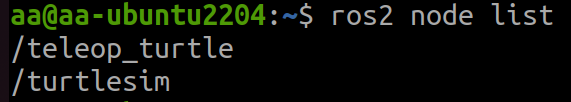 aa@aa-ubuntu2204:~$ ros2 node list
/teleop_turtle
/turtlesim